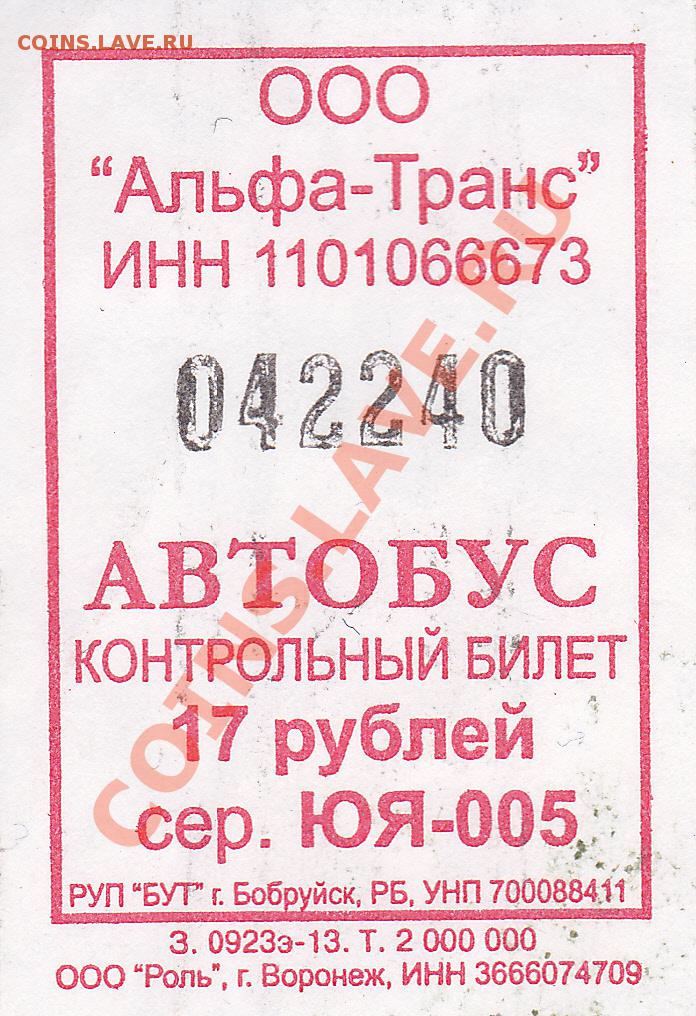 COINS.LAVE.RU
ООО
“Альфа-Транс”
ИНН 1101066673
042240
АВТОБУС
КОНТРОЛЬНЫЙ БИЛЕТ
17 рублей
сер. ЮЯ-005
РУП “БУТ” г. Бобруйск, РБ, УНП 700088411
З. 0923э-13. Т. 2 000 000
ООО “Роль”, г. Воронеж, ИНН 3666074709
COINS.LAVE.RU